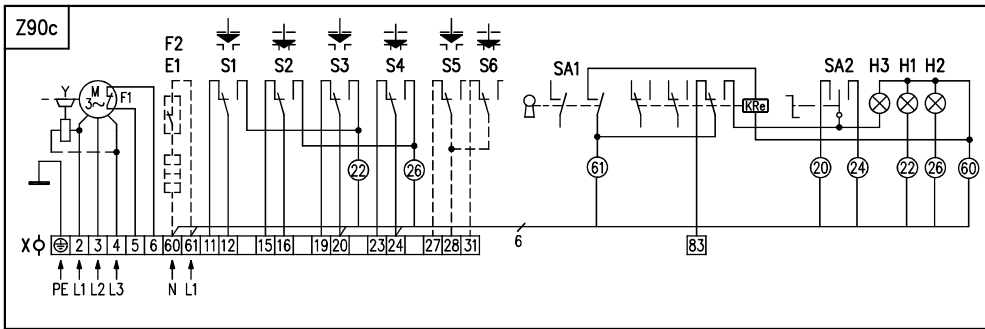 Z90c
F2
E1 S1 S2 S3 S4 S5 S6 SA1 SA2 H3 H1 H2
Y M 3~ F1 KRe
22 26 61 20 24 22 26 60
X 2 3 4 5 6 60 61 11 12 15 16 19 20 23 24 27 28 31 6 83
PE L1 L2 L3 N L1